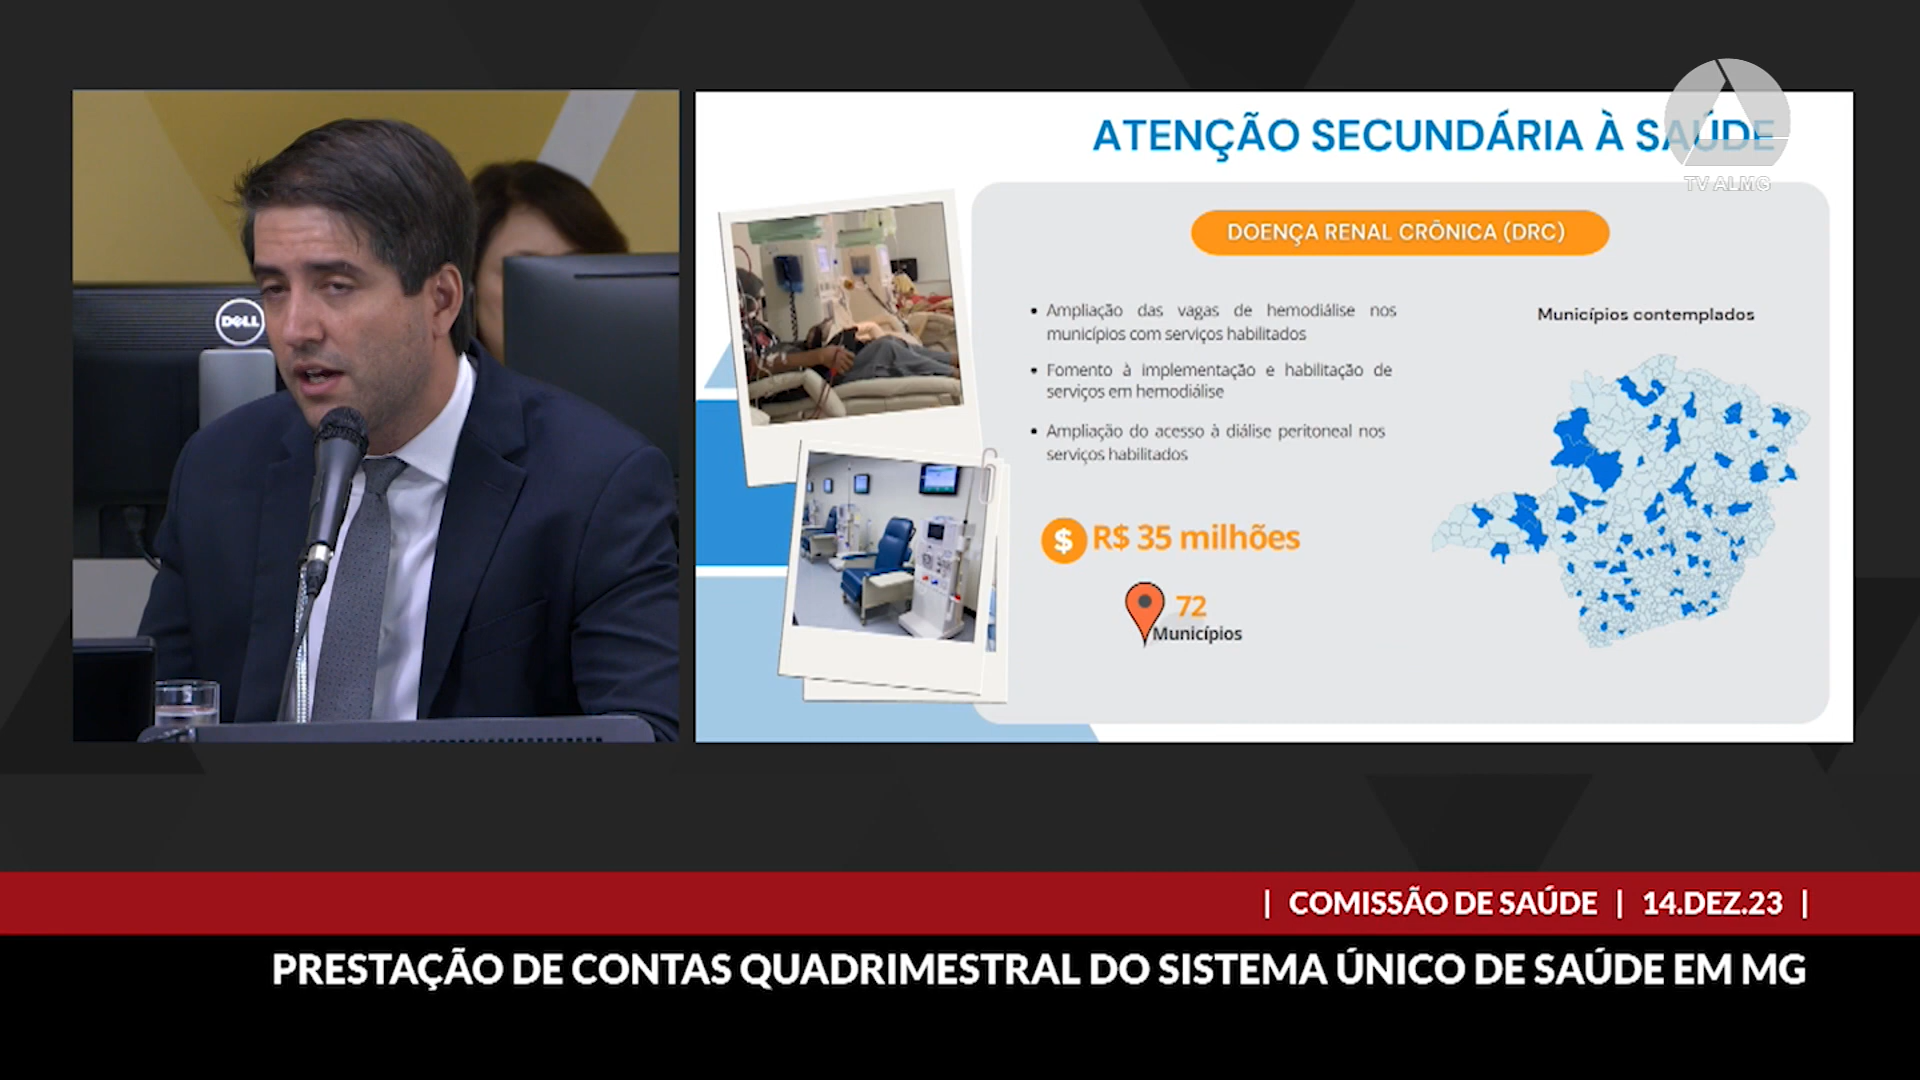 ATENÇÃO SECUNDÁRIA À SAÚDE
TV ALMG
DOENÇA RENAL CRÔNICA (DRC)
• Ampliação das vagas de hemodiálise nos
municípios com serviços habilitados
• Fomento à implementação e habilitação de
serviços em hemodiálise
• Ampliação do acesso à diálise peritoneal nos
serviços habilitados
Municípios contemplados
$ R$ 35 milhões
72
Municípios
DELL
| COMISSÃO DE SAÚDE | 14.DEZ.23 |
PRESTAÇÃO DE CONTAS QUADRIMESTRAL DO SISTEMA ÚNICO DE SAÚDE EM MG